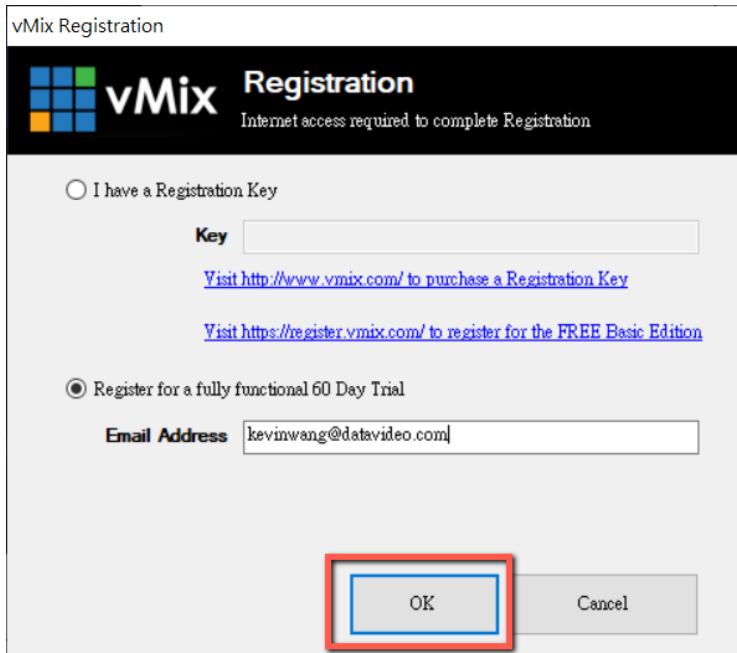 vMix Registration
vMix
Registration
Internet access required to complete Registration
I have a Registration Key
Key
Visit http://www.vmix.com/ to purchase a Registration Key
Visit https://register.vmix.com/ to register for the FREE Basic Edition
Register for a fully functional 60 Day Trial
Email Address kevinwang@datavideo.com
OK Cancel